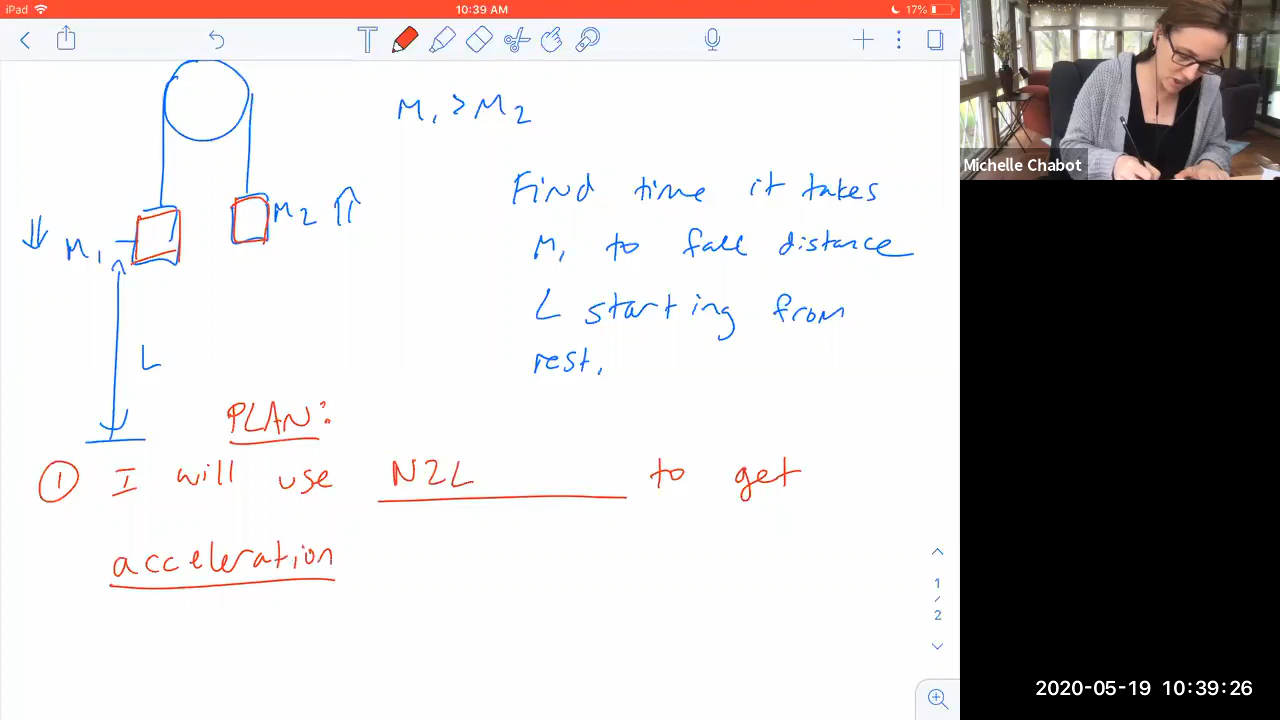 iPad
10:39 AM
17%
M₁ > M₂
Find time it takes
M₁ to fall distance
L starting from
rest.
M₁
M₂
L
PLAN:
① I will use N2L to get
acceleration
1
/
2
Michelle Chabot
2020-05-19 10:39:26